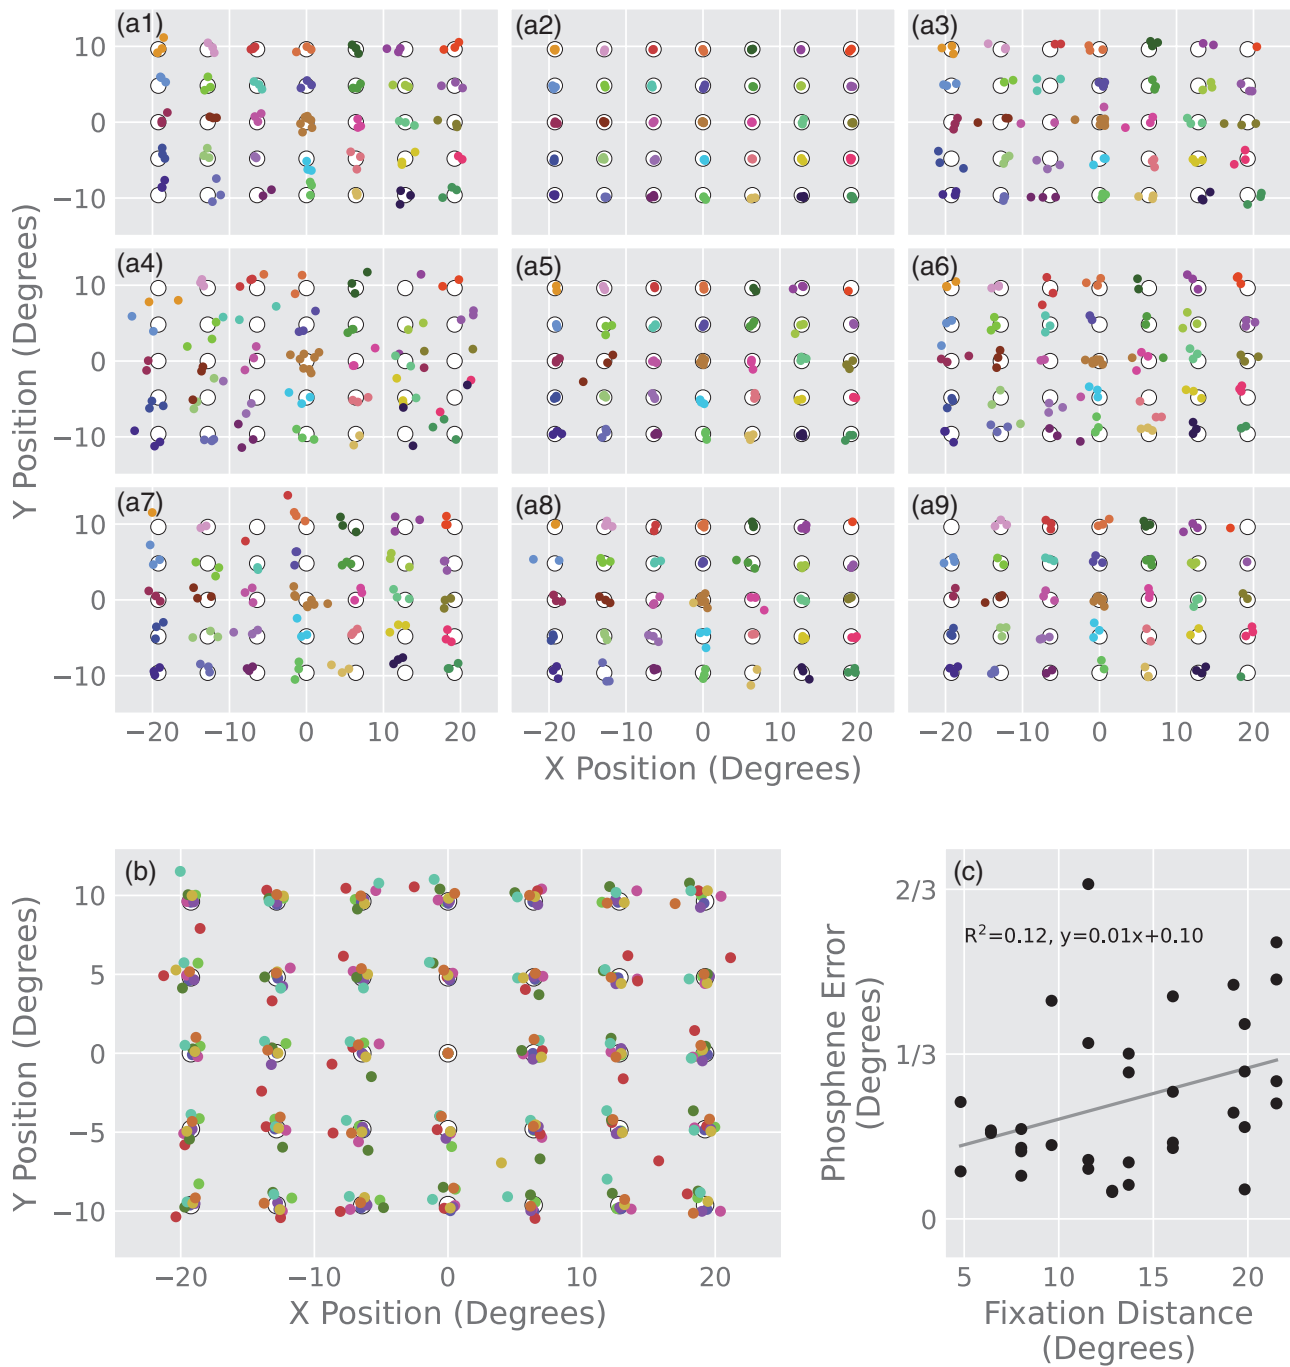 (a1)
(a2)
(a3)
10
0
−10
(a4)
(a5)
(a6)
10
0
−10
(a7)
(a8)
(a9)
10
0
−10
−20 −10 0 10 20
−20 −10 0 10 20
−20 −10 0 10 20
X Position (Degrees)
Y Position (Degrees)
(b)
10
5
0
−5
−10
−20 −10 0 10 20
X Position (Degrees)
Y Position (Degrees)
(c)
2/3
1/3
0
R²=0.12, y=0.01x+0.10
5 10 15 20
Phosphene Error
(Degrees)
Fixation Distance
(Degrees)